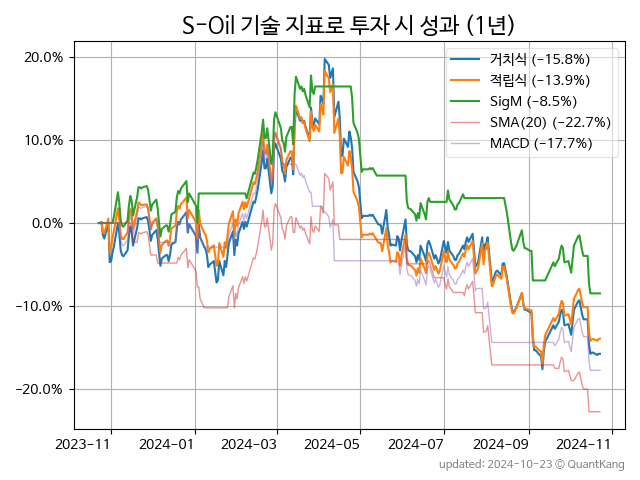 S-Oil 기술 지표로 투자 시 성과 (1년)
거치식 (-15.8%)
적립식 (-13.9%)
SigM (-8.5%)
SMA(20) (-22.7%)
MACD (-17.7%)
20.0%
10.0%
0.0%
-10.0%
-20.0%
2023-11 2024-01 2024-03 2024-05 2024-07 2024-09 2024-11
updated: 2024-10-23 © QuantKang